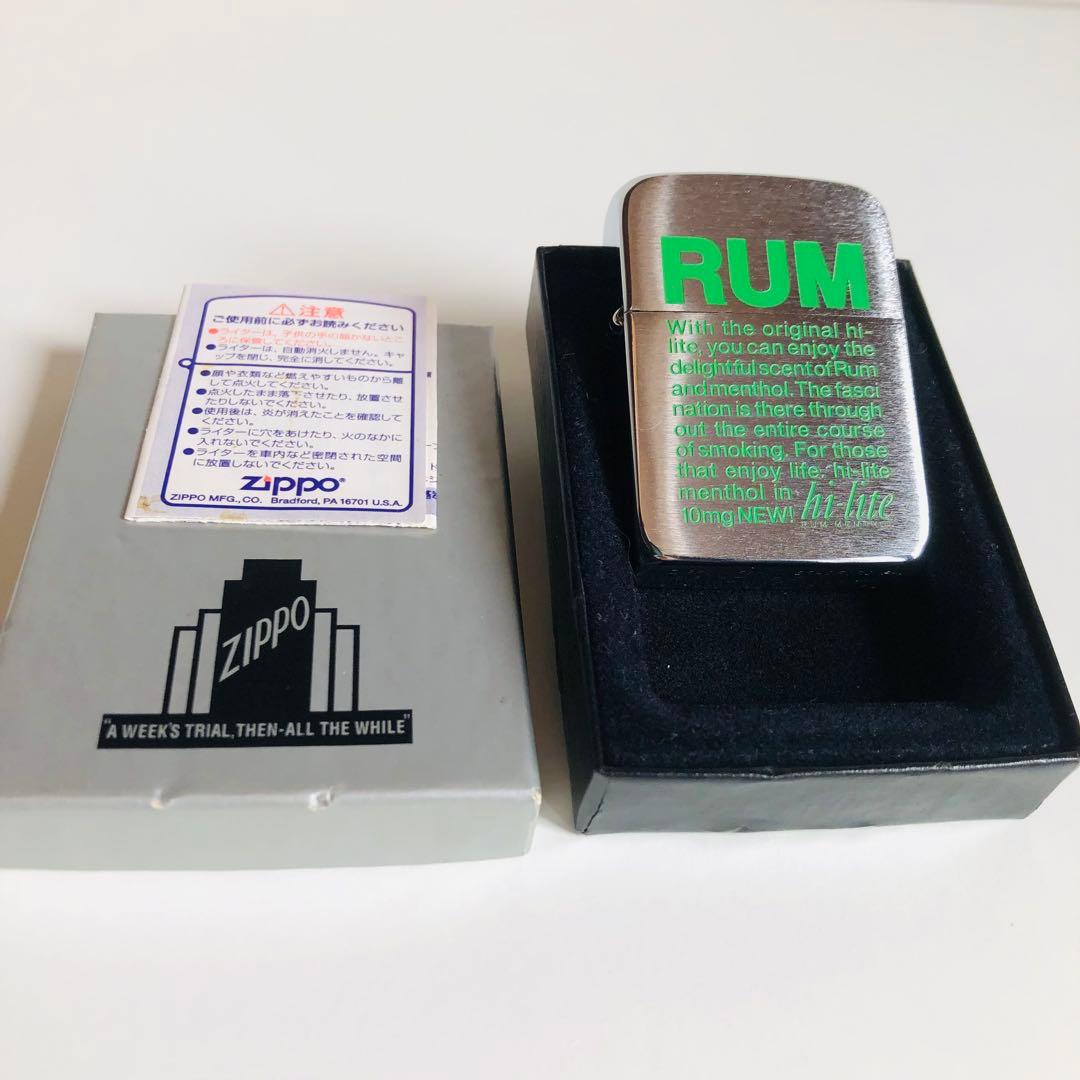 ⚠注意
ご使用前に必ずお読みください
●ライターは、子供の手の届かないところに保管してください。
●ライターは、自動消火しません。キャップを閉じ、完全に消してください。
●顔や衣類など燃えやすいものから離して点火してください。
●点火したまま落下させたり、放置させたりしないでください。
●使用後は、炎が消えたことを確認してください。
●ライターに穴をあけたり、火のなかに入れないでください。
●ライターを車内など密閉された空間に放置しないでください。
zippo
ZIPPO MFG.,CO. Bradford, PA 16701 U.S.A.
ZIPPO
"A WEEK'S TRIAL, THEN-ALL THE WHILE"
RUM
With the original hi-
lite, you can enjoy the
delightful scent of Rum
and menthol. The fasci
nation is there through
out the entire course
of smoking. For those
that enjoy life, hi-lite
menthol in
10mg NEW!
hi-lite
RUM MENTHOL